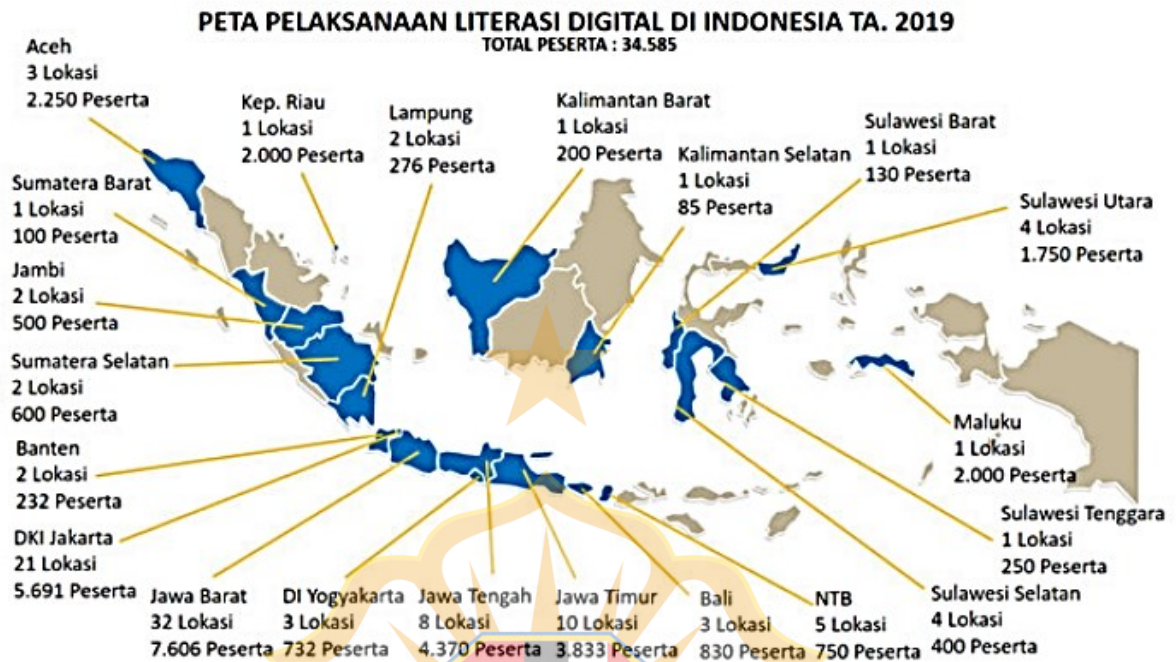 PETA PELAKSANAAN LITERASI DIGITAL DI INDONESIA TA. 2019
TOTAL PESERTA : 34.585
Aceh
3 Lokasi
2.250 Peserta
Kep. Riau
1 Lokasi
2.000 Peserta
Lampung
2 Lokasi
276 Peserta
Kalimantan Barat
1 Lokasi
200 Peserta
Kalimantan Selatan
1 Lokasi
85 Peserta
Sulawesi Barat
1 Lokasi
130 Peserta
Sulawesi Utara
4 Lokasi
1.750 Peserta
Sumatera Barat
1 Lokasi
100 Peserta
Jambi
2 Lokasi
500 Peserta
Sumatera Selatan
2 Lokasi
600 Peserta
Banten
2 Lokasi
232 Peserta
DKI Jakarta
21 Lokasi
5.691 Peserta
Jawa Barat
32 Lokasi
7.606 Peserta
DI Yogyakarta
3 Lokasi
732 Peserta
Jawa Tengah
8 Lokasi
4.370 Peserta
Jawa Timur
10 Lokasi
3.833 Peserta
Bali
3 Lokasi
830 Peserta
NTB
5 Lokasi
750 Peserta
Sulawesi Selatan
4 Lokasi
400 Peserta
Sulawesi Tenggara
1 Lokasi
250 Peserta
Maluku
1 Lokasi
2.000 Peserta